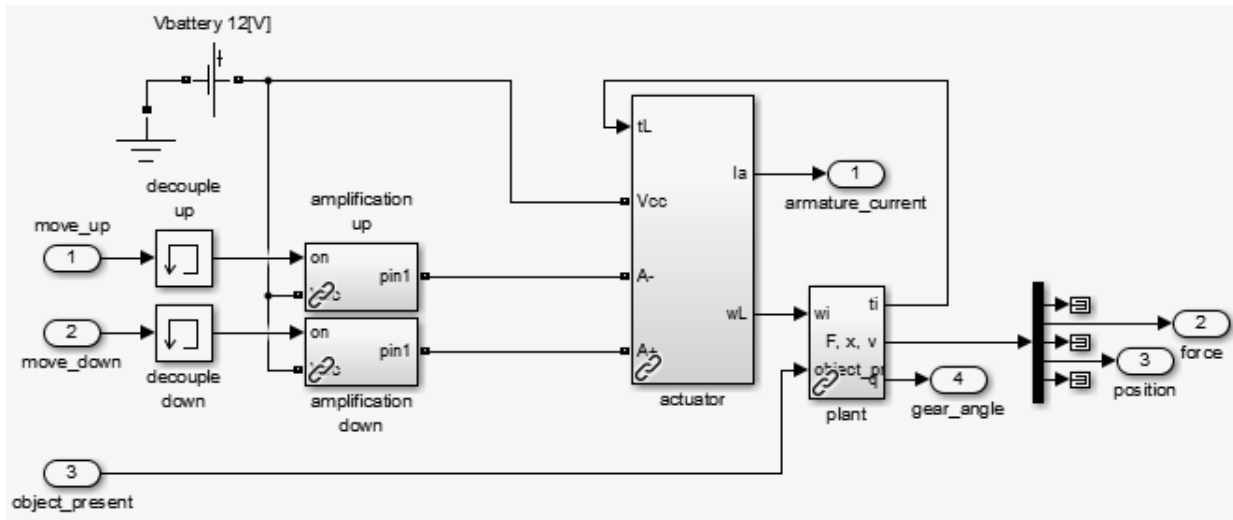 Vbattery 12[V]
decouple
up
amplification
up
move_up
1
on
pin1
move_down
2
on
pin1
decouple
down
amplification
down
tL
Ia
Vcc
A-
wL
A+
actuator
1
armature_current
wi
ti
F, x, v
object_pr
q
plant
2
force
3
position
4
gear_angle
3
object_present